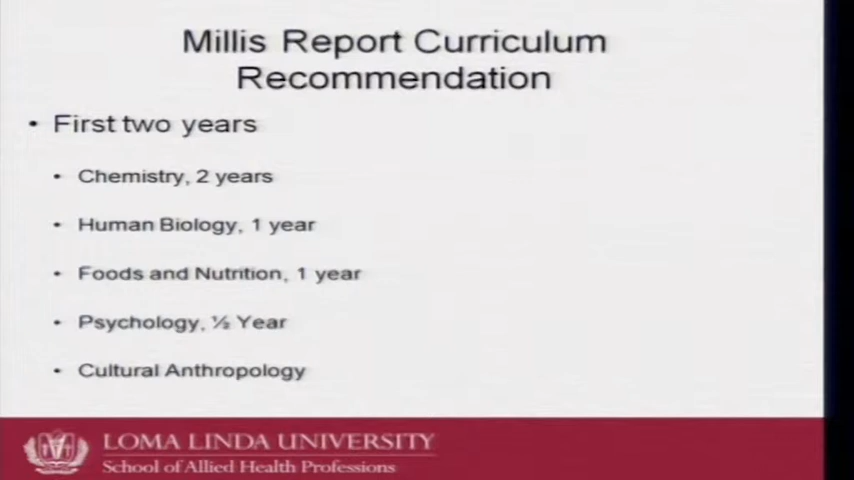 Millis Report Curriculum
Recommendation
• First two years
• Chemistry, 2 years
• Human Biology, 1 year
• Foods and Nutrition, 1 year
• Psychology, ½ Year
• Cultural Anthropology
LOMA LINDA UNIVERSITY
School of Allied Health Professions